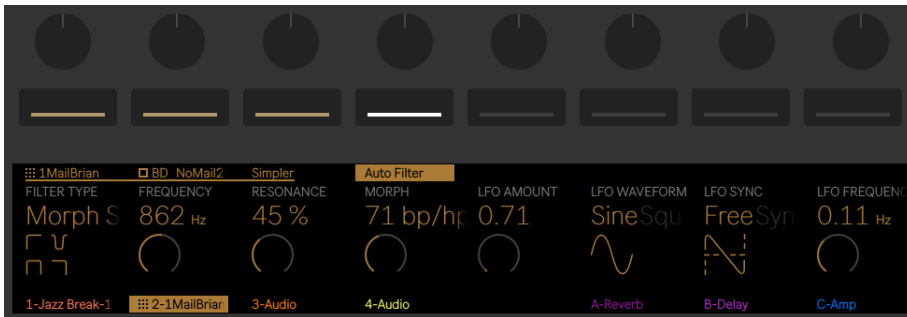 1MailBrian BD NoMail2 Simpler Auto Filter
FILTER TYPE FREQUENCY RESONANCE MORPH LFO AMOUNT LFO WAVEFORM LFO SYNC LFO FREQUENC
Morph S 862 Hz 45 % 71 bp/hp 0.71 SineSqu FreeSyn 0.11 Hz
1-Jazz Break-1 2-1MailBrian 3-Audio 4-Audio A-Reverb B-Delay C-Amp